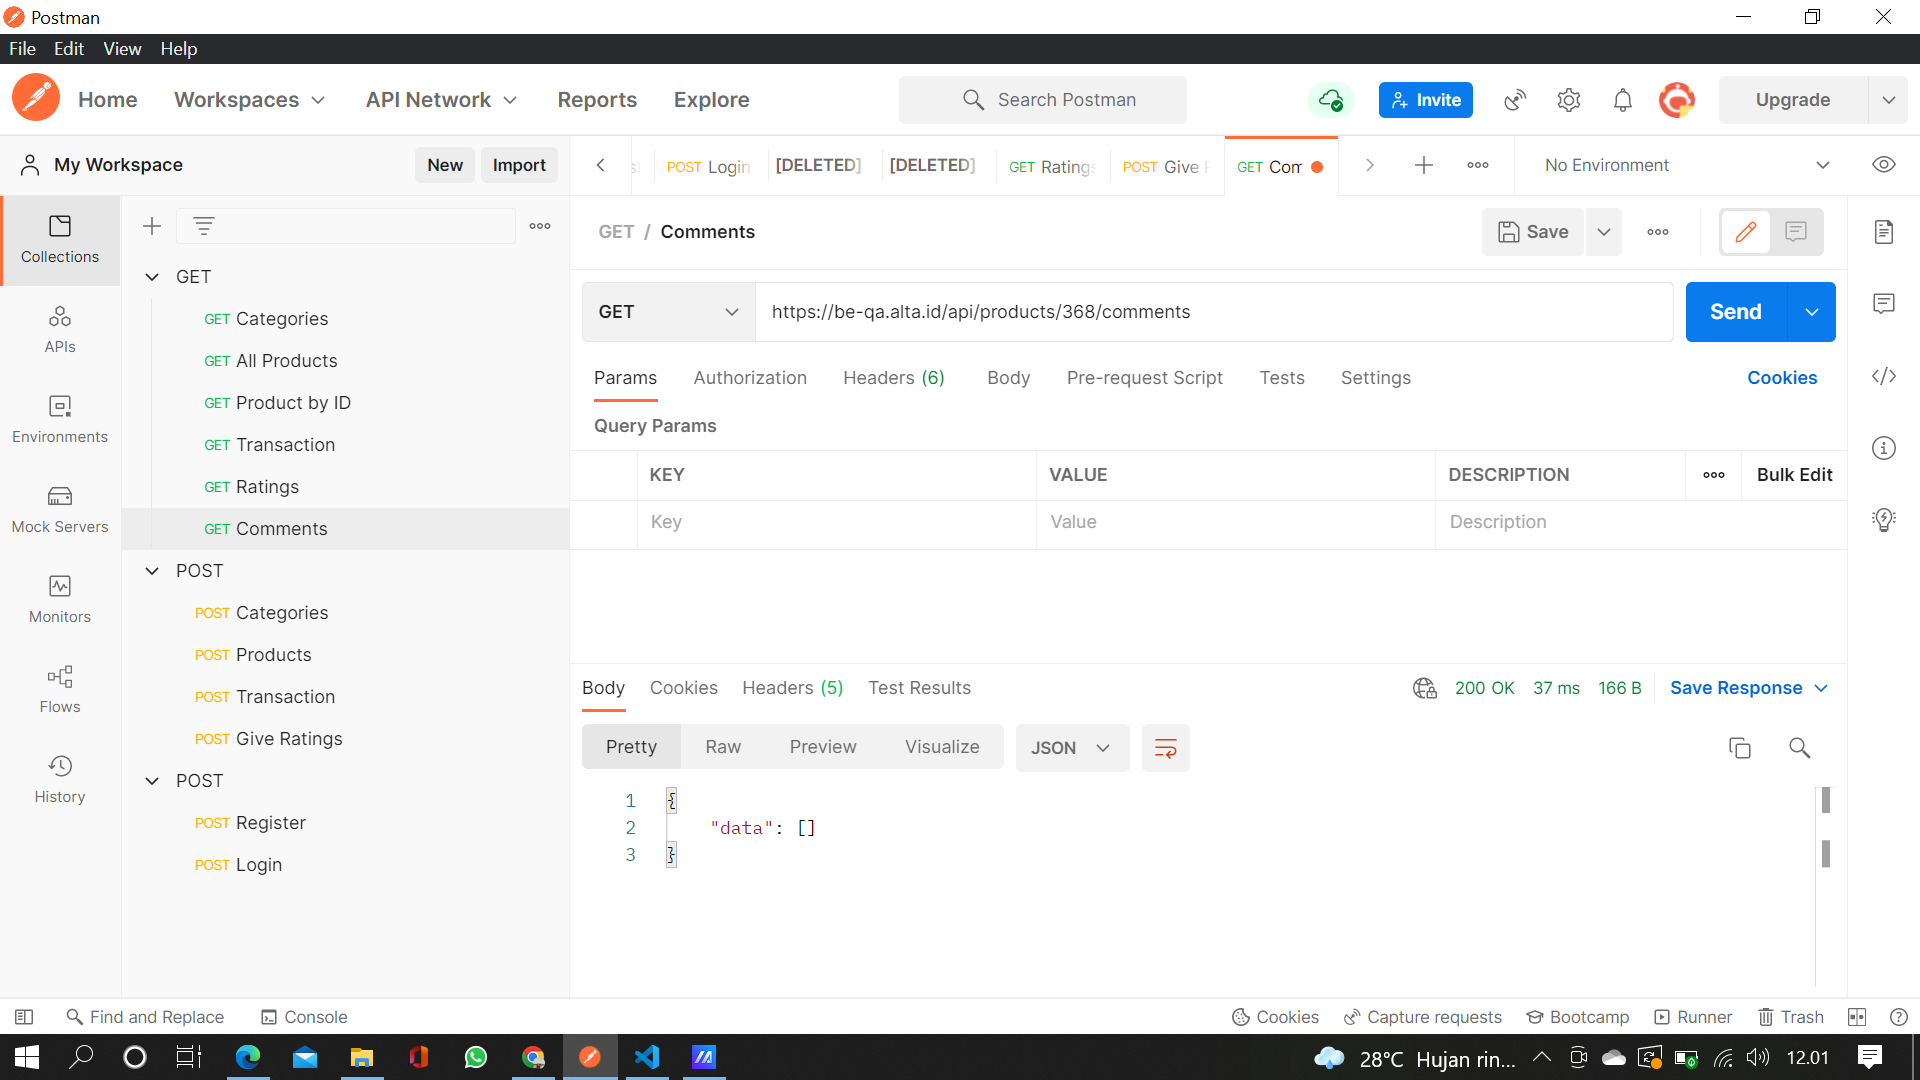 Postman
File Edit View Help
Home Workspaces API Network Reports Explore Search Postman Invite Upgrade
My Workspace New Import
POST Login [DELETED] [DELETED] GET Ratings POST Give GET Com No Environment
GET / Comments Save
Collections
APIs
Environments
Mock Servers
Monitors
Flows
History
GET
GET Categories
GET All Products
GET Product by ID
GET Transaction
GET Ratings
GET Comments
POST
POST Categories
POST Products
POST Transaction
POST Give Ratings
POST
POST Register
POST Login
GET https://be-qa.alta.id/api/products/368/comments Send
Params Authorization Headers (6) Body Pre-request Script Tests Settings Cookies
Query Params
KEY VALUE DESCRIPTION Bulk Edit
Key Value Description
Body Cookies Headers (5) Test Results 200 OK 37 ms 166 B Save Response
Pretty Raw Preview Visualize JSON
1 {
2 "data": []
3 }
Find and Replace Console Cookies Capture requests Bootcamp Runner Trash
28°C Hujan rin... 12.01